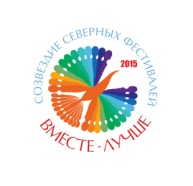 СОЗВЕЗДИЕ СЕВЕРНЫХ ФЕСТИВАЛЕЙ
2015
ВМЕСТЕ - ЛУЧШЕ